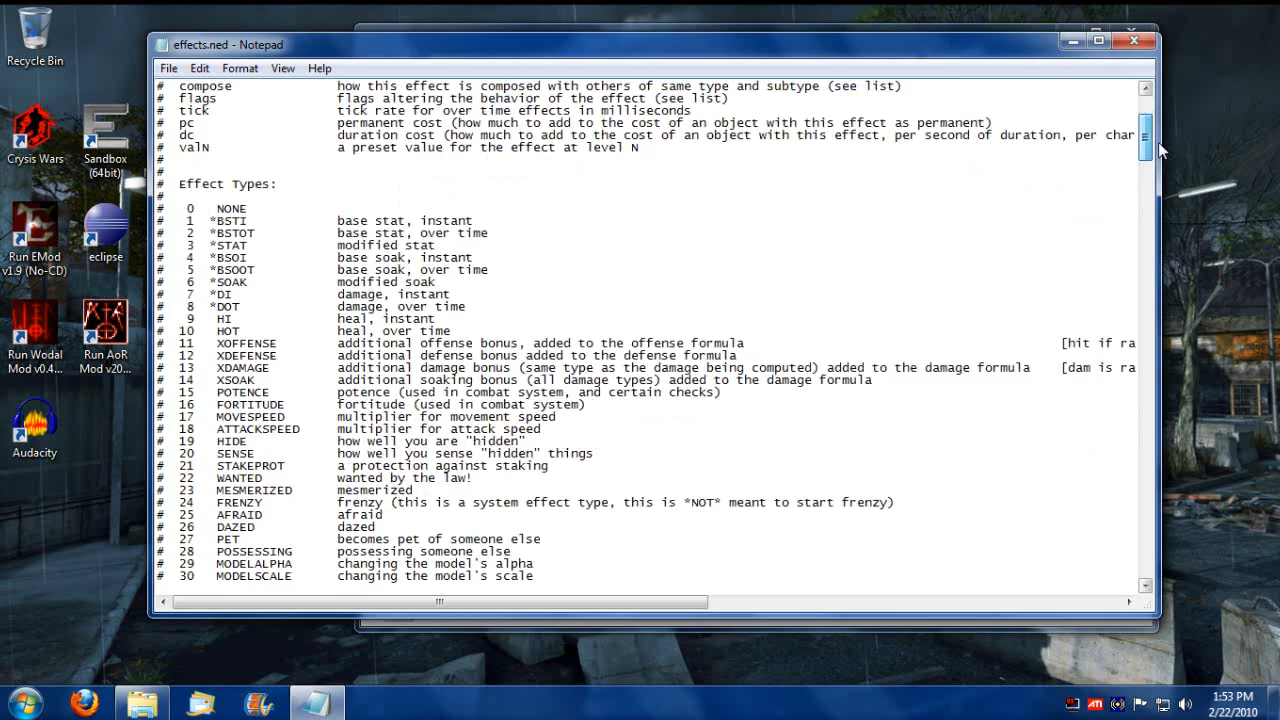 Recycle Bin
Crysis Wars
Sandbox
(64bit)
Run EMod
v1.9 (No-CD)
eclipse
Run Wodal
Mod v0.4...
Run AoR
Mod v20...
Audacity
effects.ned - Notepad
File Edit Format View Help
# compose how this effect is composed with others of same type and subtype (see list)
# flags flags altering the behavior of the effect (see list)
# tick tick rate for over time effects in milliseconds
# pc permanent cost (how much to add to the cost of an object with this effect as permanent)
# dc duration cost (how much to add to the cost of an object with this effect, per second of duration, per char
# valN a preset value for the effect at level N
#
#
# Effect Types:
#
# 0 NONE
# 1 *BSTI base stat, instant
# 2 *BSTOT base stat, over time
# 3 *STAT modified stat
# 4 *BSOI base soak, instant
# 5 *BSOOT base soak, over time
# 6 *SOAK modified soak
# 7 *DI damage, instant
# 8 *DOT damage, over time
# 9 HI heal, instant
# 10 HOT heal, over time
# 11 XOFFENSE additional offense bonus, added to the offense formula [hit if ra
# 12 XDEFENSE additional defense bonus added to the defense formula
# 13 XDAMAGE additional damage bonus (same type as the damage being computed) added to the damage formula [dam is ra
# 14 XSOAK additional soaking bonus (all damage types) added to the damage formula
# 15 POTENCE potence (used in combat system, and certain checks)
# 16 FORTITUDE fortitude (used in combat system)
# 17 MOVESPEED multiplier for movement speed
# 18 ATTACKSPEED multiplier for attack speed
# 19 HIDE how well you are "hidden"
# 20 SENSE how well you sense "hidden" things
# 21 STAKEPROT a protection against staking
# 22 WANTED wanted by the law!
# 23 MESMERIZED mesmerized
# 24 FRENZY frenzy (this is a system effect type, this is *NOT* meant to start frenzy)
# 25 AFRAID afraid
# 26 DAZED dazed
# 27 PET becomes pet of someone else
# 28 POSSESSING possessing someone else
# 29 MODELALPHA changing the model's alpha
# 30 MODELSCALE changing the model's scale
ATI
1:53 PM
2/22/2010